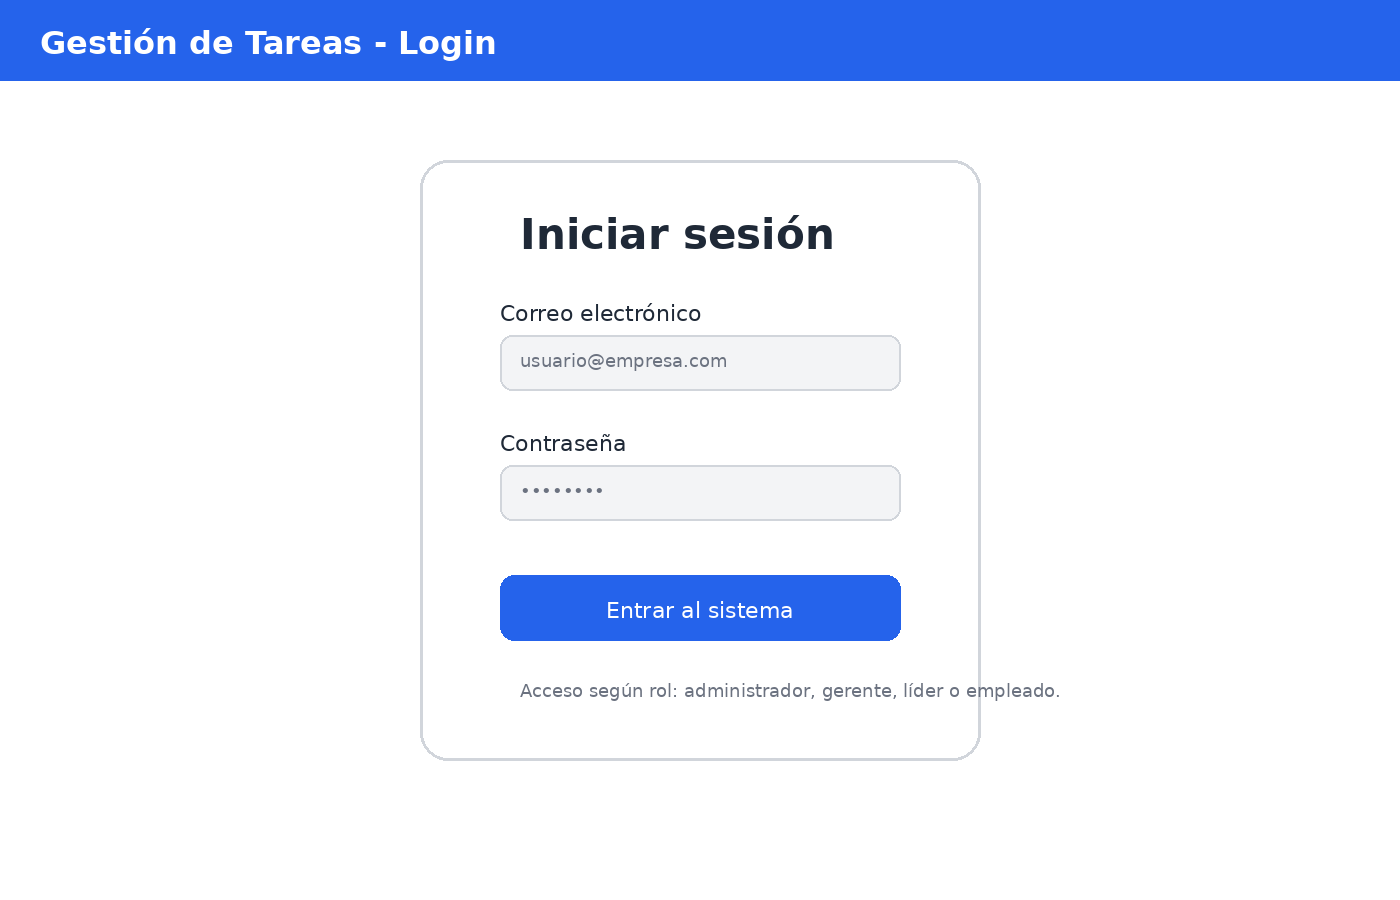 Gestión de Tareas - Login
Iniciar sesión
Correo electrónico
usuario@empresa.com
Contraseña
••••••••
Entrar al sistema
Acceso según rol: administrador, gerente, líder o empleado.